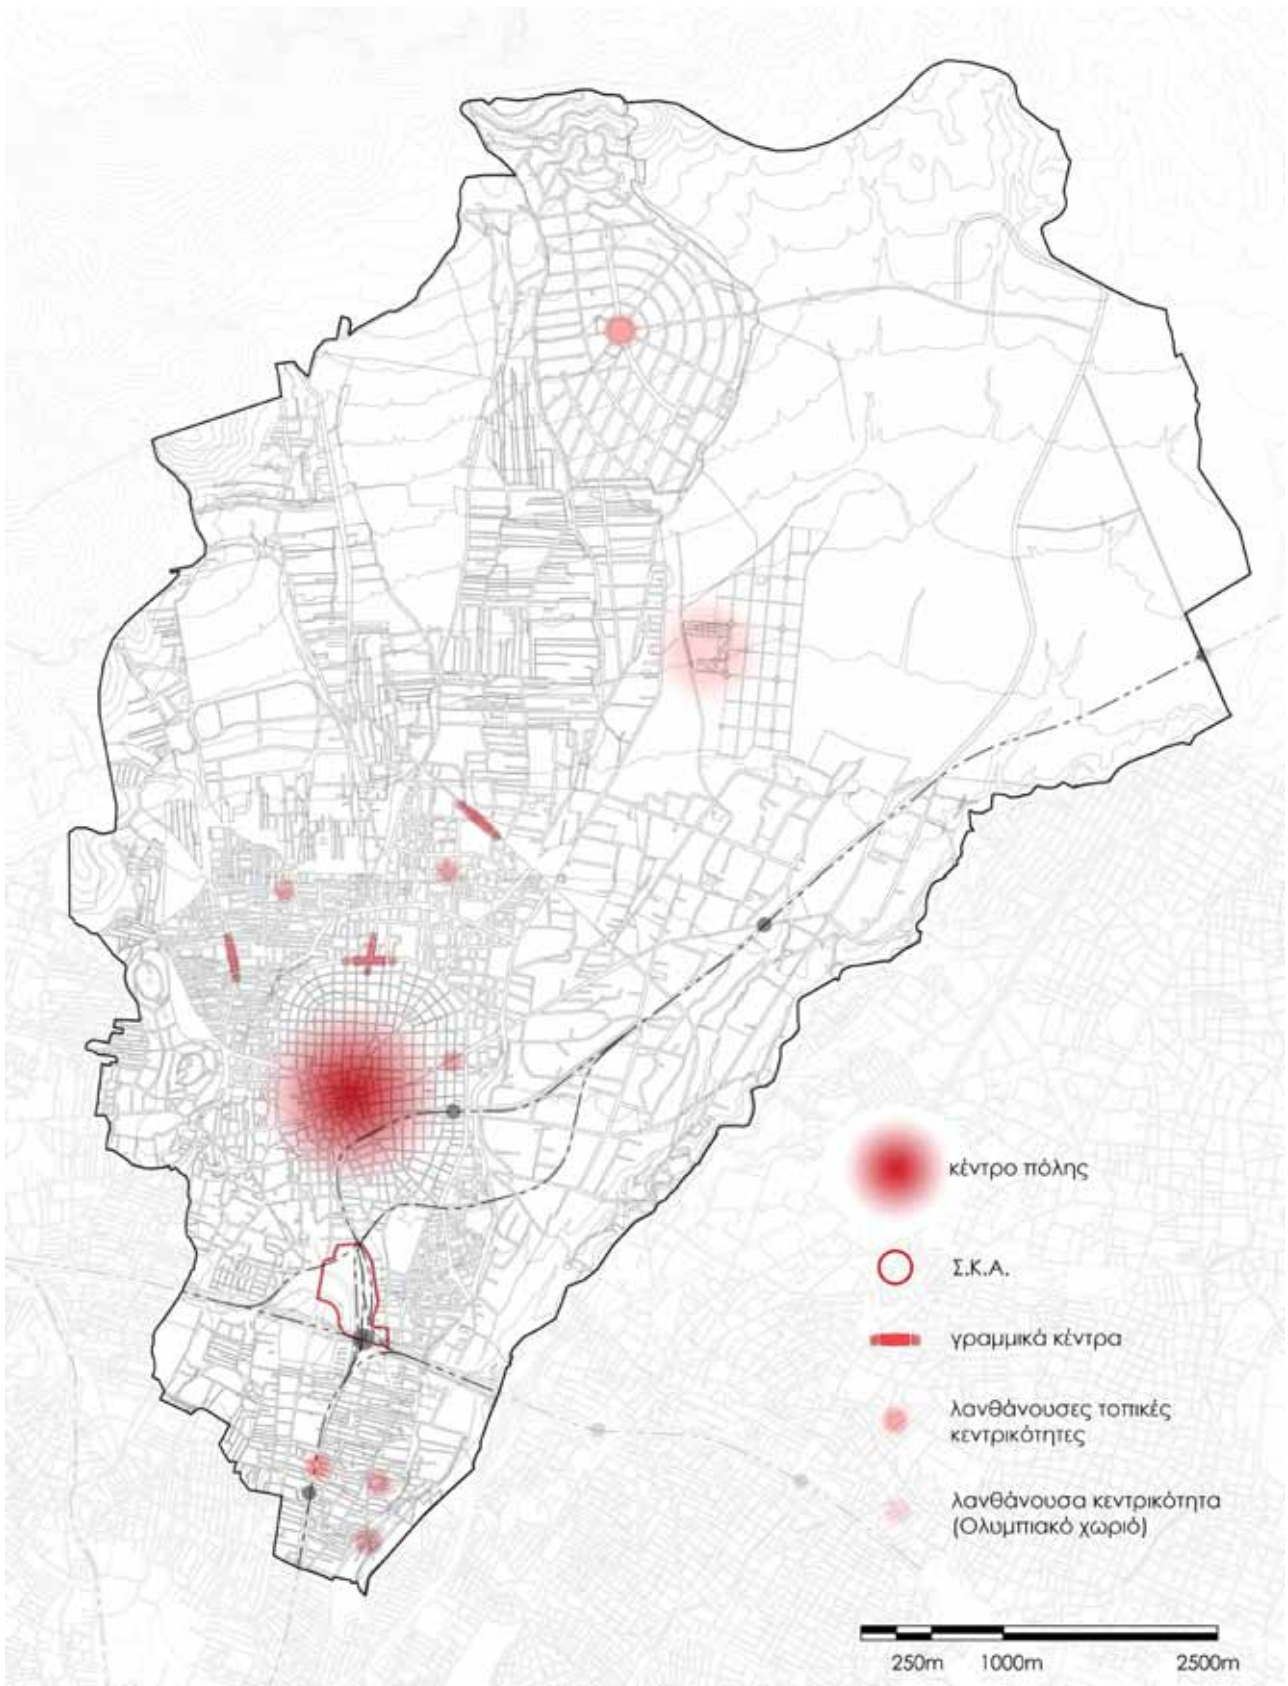 κέντρο πόλης
Σ.Κ.Α.
γραμμικά κέντρα
λανθάνουσες τοπικές
κεντρικότητες
λανθάνουσα κεντρικότητα
(Ολυμπιακό χωριό)
250m 1000m 2500m